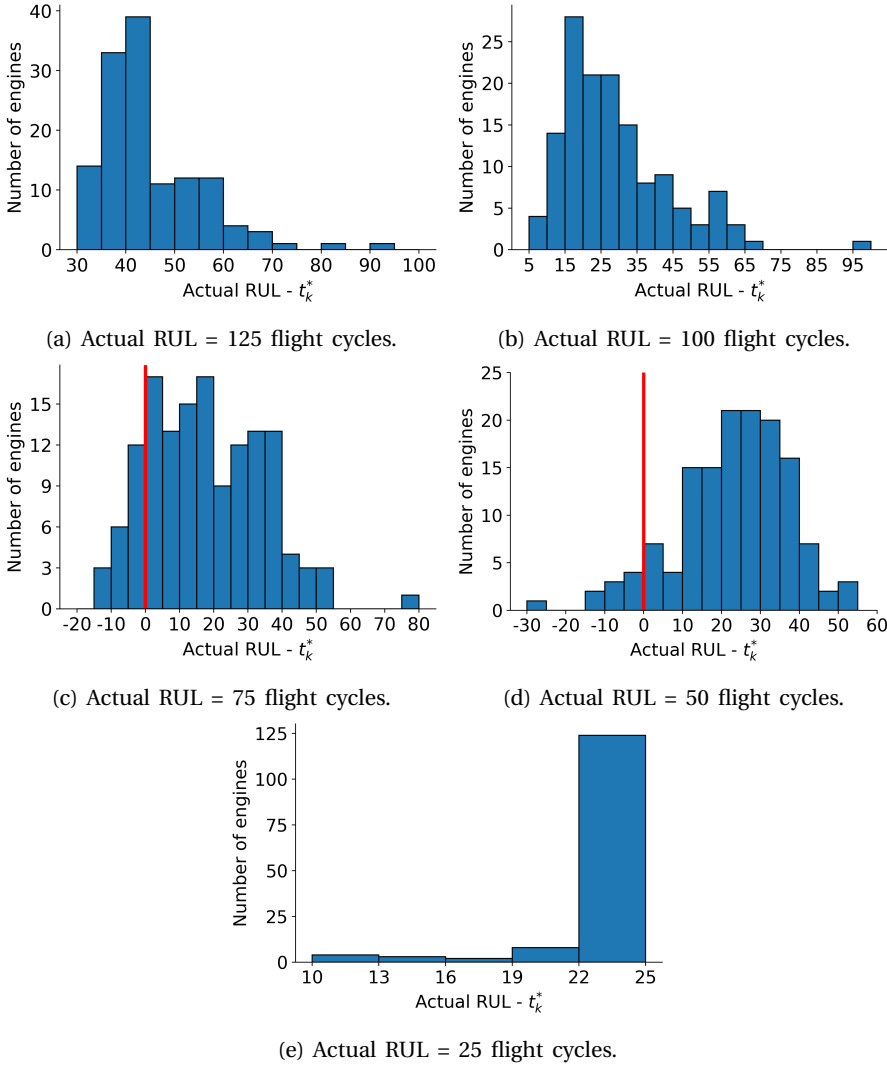 40
30
20
10
0
Number of engines
30 40 50 60 70 80 90 100
Actual RUL - $t_k^*$
(a) Actual RUL = 125 flight cycles.
25
20
15
10
5
0
Number of engines
5 15 25 35 45 55 65 75 85 95
Actual RUL - $t_k^*$
(b) Actual RUL = 100 flight cycles.
15
12
9
6
3
0
Number of engines
-20 -10 0 10 20 30 40 50 60 70 80
Actual RUL - $t_k^*$
(c) Actual RUL = 75 flight cycles.
25
20
15
10
5
0
Number of engines
-30 -20 -10 0 10 20 30 40 50 60
Actual RUL - $t_k^*$
(d) Actual RUL = 50 flight cycles.
125
100
75
50
25
0
Number of engines
10 13 16 19 22 25
Actual RUL - $t_k^*$
(e) Actual RUL = 25 flight cycles.